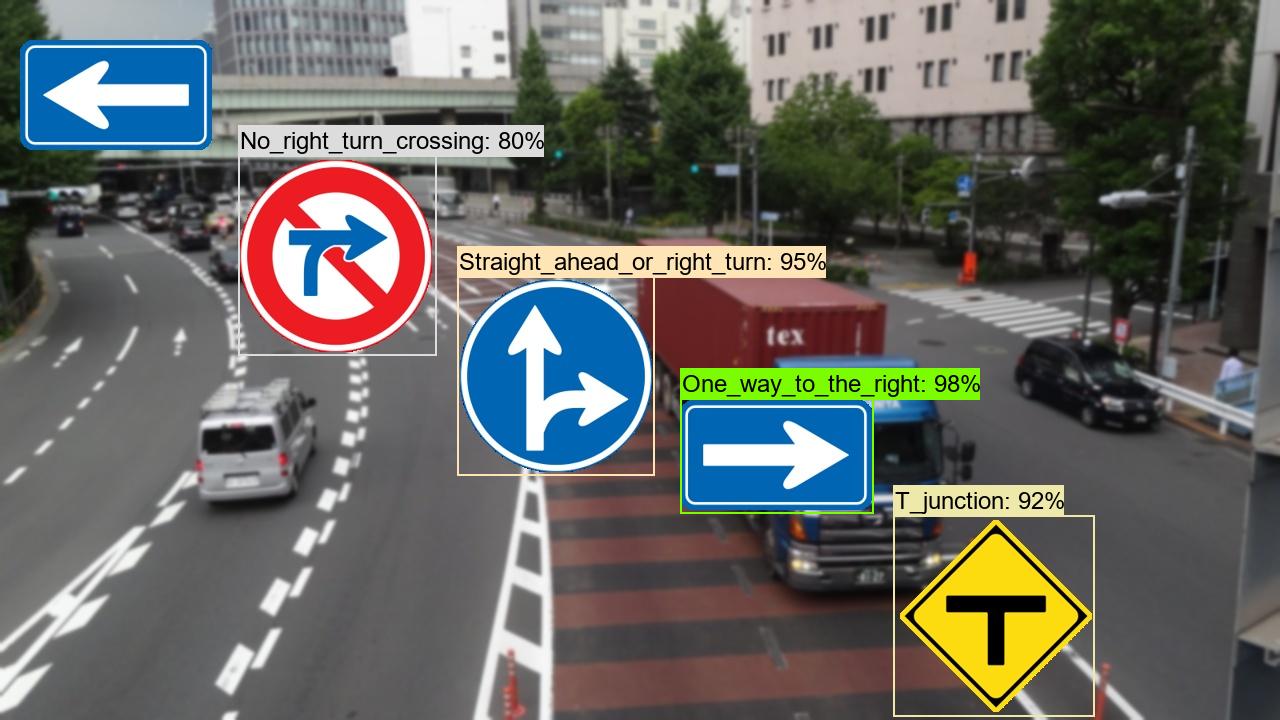 No_right_turn_crossing: 80%
Straight_ahead_or_right_turn: 95%
tex
One_way_to_the_right: 98%
T_junction: 92%